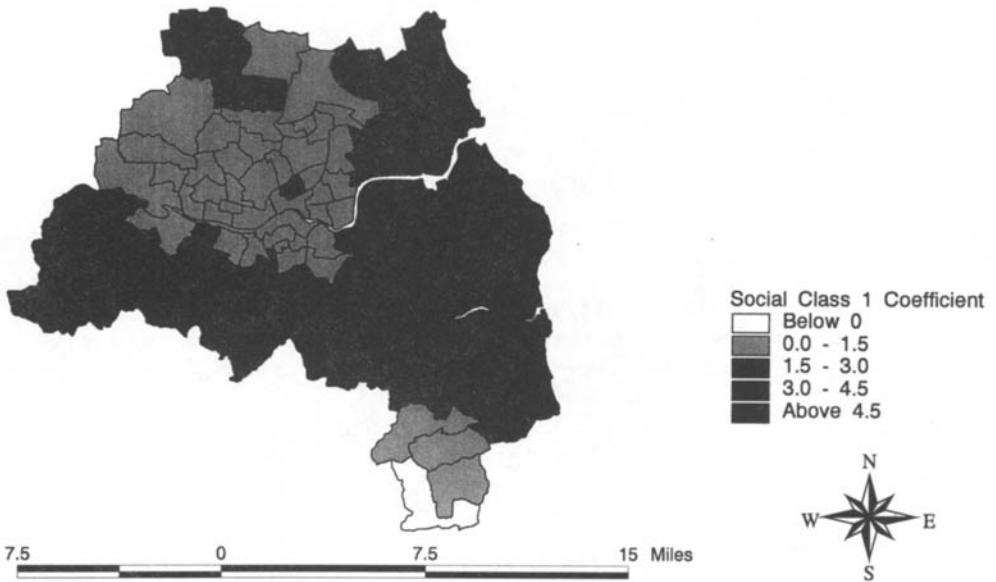 Social Class 1 Coefficient
Below 0
0.0 - 1.5
1.5 - 3.0
3.0 - 4.5
Above 4.5
N
W E
S
7.5 0 7.5 15 Miles